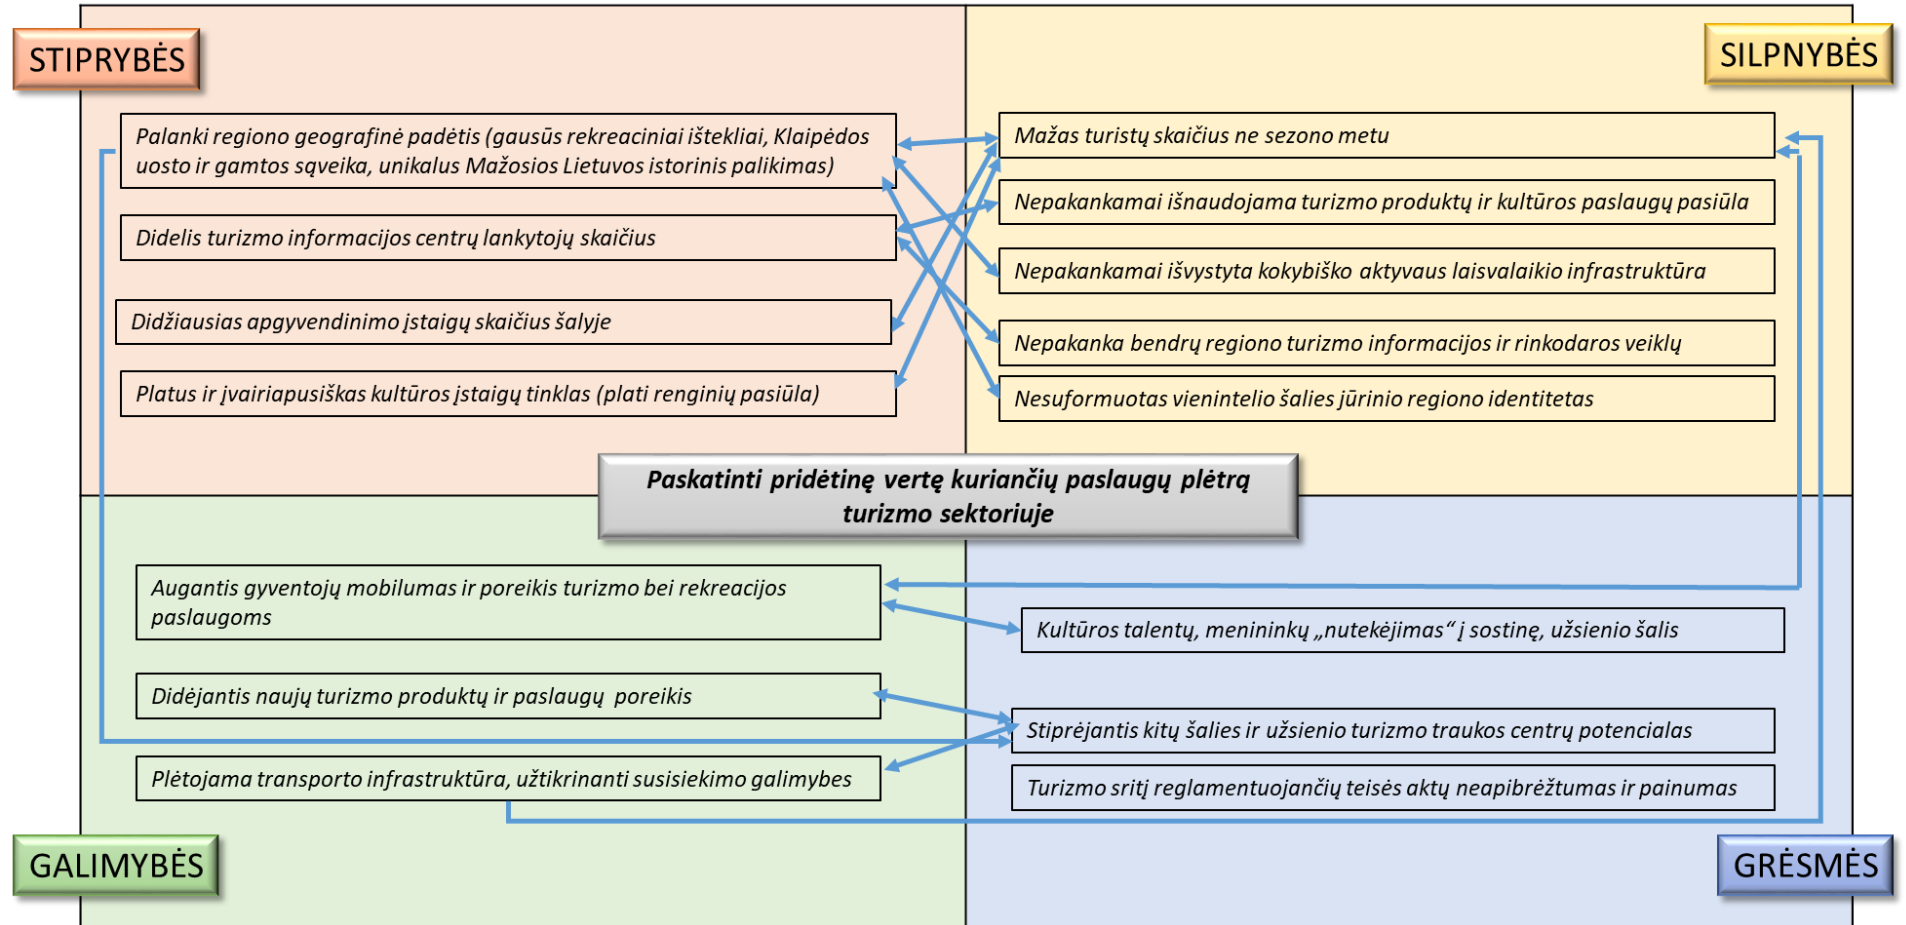 STIPRYBĖS
SILPNYBĖS
Palanki regiono geografinė padėtis (gausūs rekreaciniai ištekliai, Klaipėdos
uosto ir gamtos sąveika, unikalus Mažosios Lietuvos istorinis palikimas)
Didelis turizmo informacijos centrų lankytojų skaičius
Didžiausias apgyvendinimo įstaigų skaičius šalyje
Platus ir įvairiapusiškas kultūros įstaigų tinklas (plati renginių pasiūla)
Mažas turistų skaičius ne sezono metu
Nepakankamai išnaudojama turizmo produktų ir kultūros paslaugų pasiūla
Nepakankamai išvystyta kokybiško aktyvaus laisvalaikio infrastruktūra
Nepakanka bendrų regiono turizmo informacijos ir rinkodaros veiklų
Nesuformuotas vienintelio šalies jūrinio regiono identitetas
Paskatinti pridėtinę vertę kuriančių paslaugų plėtrą
turizmo sektoriuje
Augantis gyventojų mobilumas ir poreikis turizmo bei rekreacijos
paslaugoms
Didėjantis naujų turizmo produktų ir paslaugų poreikis
Plėtojama transporto infrastruktūra, užtikrinanti susisiekimo galimybes
Kultūros talentų, menininkų „nutekėjimas“ į sostinę, užsienio šalis
Stiprėjantis kitų šalies ir užsienio turizmo traukos centrų potencialas
Turizmo sritį reglamentuojančių teisės aktų neapibrėžtumas ir painumas
GALIMYBĖS
GRĖSMĖS